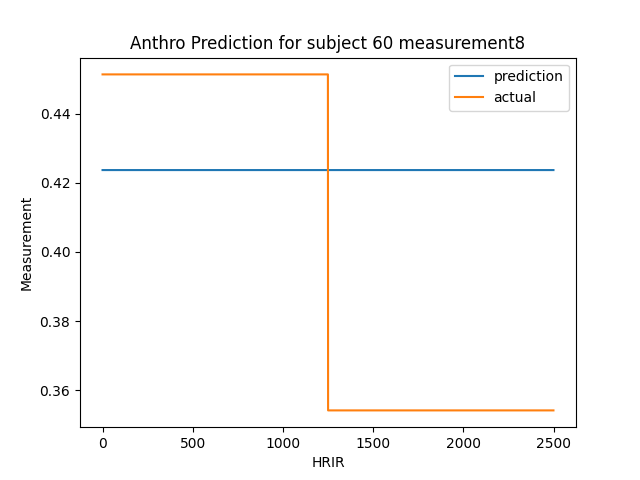 Anthro Prediction for subject 60 measurement8
prediction
actual
Measurement
0.44
0.42
0.40
0.38
0.36
0 500 1000 1500 2000 2500
HRIR